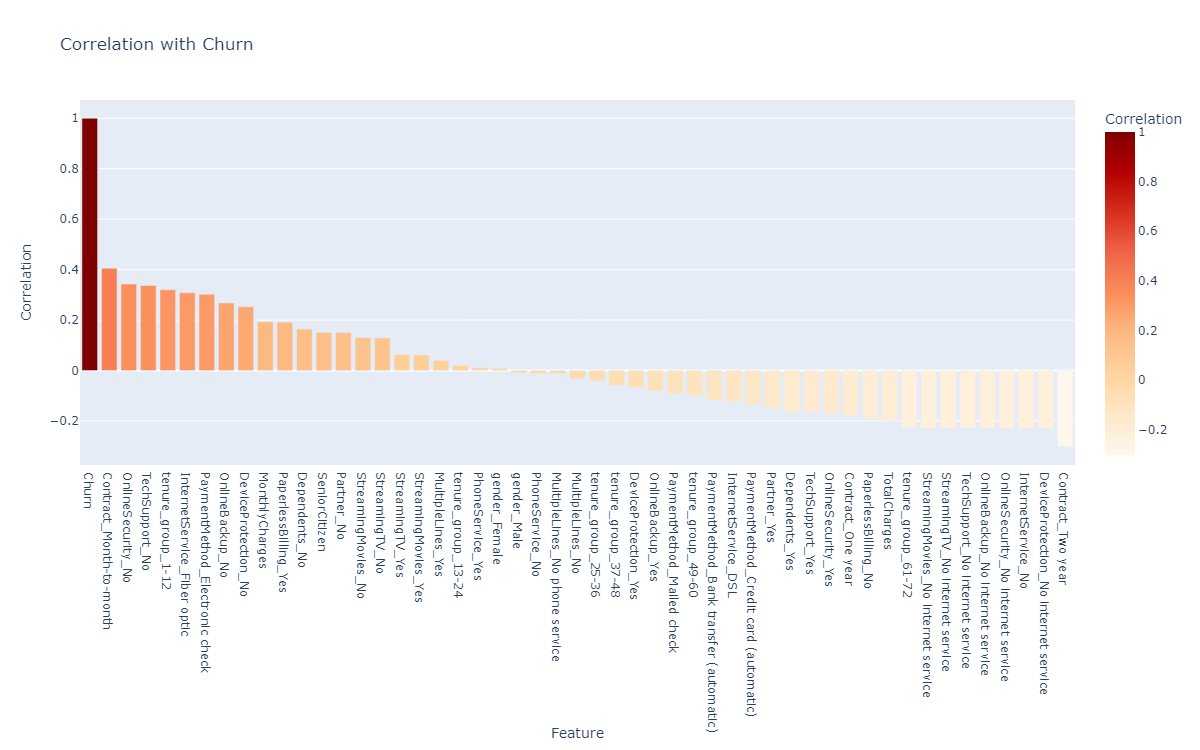 Correlation with Churn
Correlation
1
0.8
0.6
0.4
0.2
0
−0.2
Correlation
1
0.8
0.6
0.4
0.2
0
−0.2
Churn
Contract_Month-to-month
OnlineSecurity_No
TechSupport_No
tenure_group_1-12
InternetService_Fiber optic
PaymentMethod_Electronic check
OnlineBackup_No
DeviceProtection_No
MonthlyCharges
PaperlessBilling_Yes
Dependents_No
SeniorCitizen
Partner_No
StreamingMovies_No
StreamingTV_No
StreamingTV_Yes
StreamingMovies_Yes
MultipleLines_Yes
tenure_group_13-24
PhoneService_Yes
gender_Female
gender_Male
PhoneService_No
MultipleLines_No phone service
MultipleLines_No
tenure_group_25-36
tenure_group_37-48
DeviceProtection_Yes
OnlineBackup_Yes
PaymentMethod_Mailed check
tenure_group_49-60
PaymentMethod_Bank transfer (automatic)
InternetService_DSL
PaymentMethod_Credit card (automatic)
Partner_Yes
Dependents_Yes
TechSupport_Yes
OnlineSecurity_Yes
Contract_One year
PaperlessBilling_No
TotalCharges
tenure_group_61-72
StreamingMovies_No internet service
StreamingTV_No internet service
TechSupport_No internet service
OnlineBackup_No internet service
OnlineSecurity_No internet service
InternetService_No
DeviceProtection_No internet service
Contract_Two year
Feature